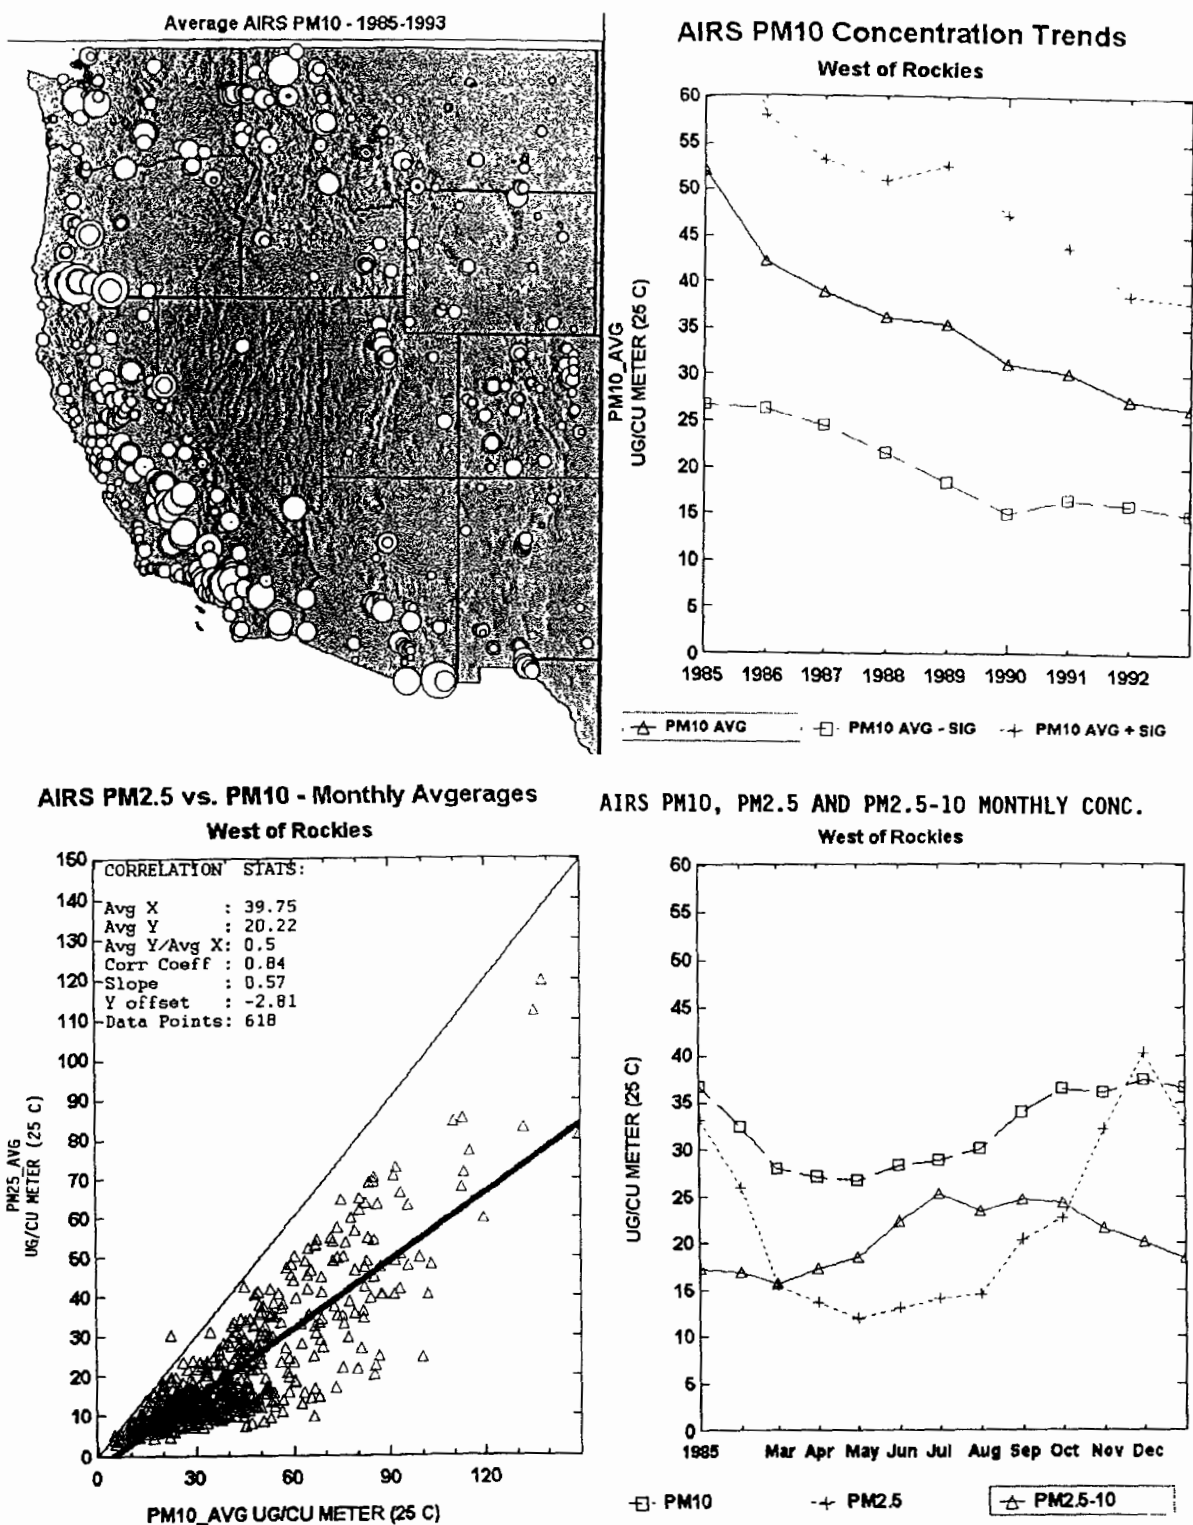 Average AIRS PM10 - 1985-1993
AIRS PM10 Concentration Trends
West of Rockies
PM10_AVG
UG/CU METER (25 C)
60
55
50
45
40
35
30
25
20
15
10
5
0
1985 1986 1987 1988 1989 1990 1991 1992
PM10 AVG PM10 AVG - SIG PM10 AVG + SIG
AIRS PM2.5 vs. PM10 - Monthly Avgerages
West of Rockies
PM25_AVG
UG/CU METER (25 C)
150
140
130
120
110
100
90
80
70
60
50
40
30
20
10
0
CORRELATION STATS:
Avg X : 39.75
Avg Y : 20.22
Avg Y/Avg X: 0.5
Corr Coeff : 0.84
Slope : 0.57
Y offset : -2.81
Data Points: 618
0 30 60 90 120
PM10_AVG UG/CU METER (25 C)
AIRS PM10, PM2.5 AND PM2.5-10 MONTHLY CONC.
West of Rockies
UG/CU METER (25 C)
60
55
50
45
40
35
30
25
20
15
10
5
0
1985 Mar Apr May Jun Jul Aug Sep Oct Nov Dec
PM10 PM2.5 PM2.5-10